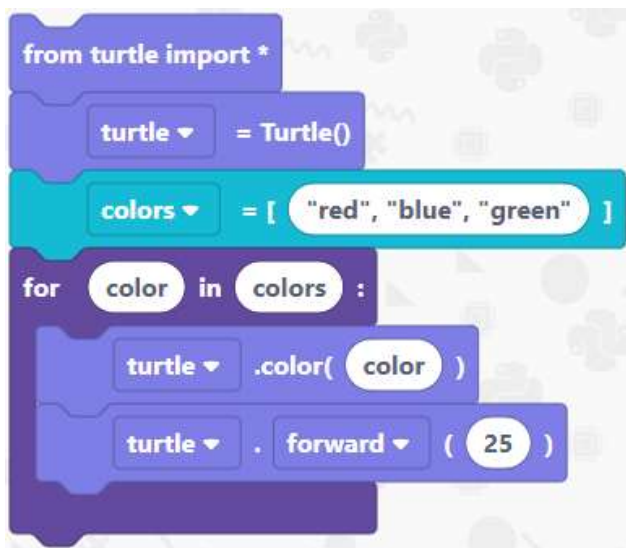 from turtle import *
turtle = Turtle()
colors = [ "red", "blue", "green" ]
for color in colors :
turtle .color( color )
turtle . forward ( 25 )